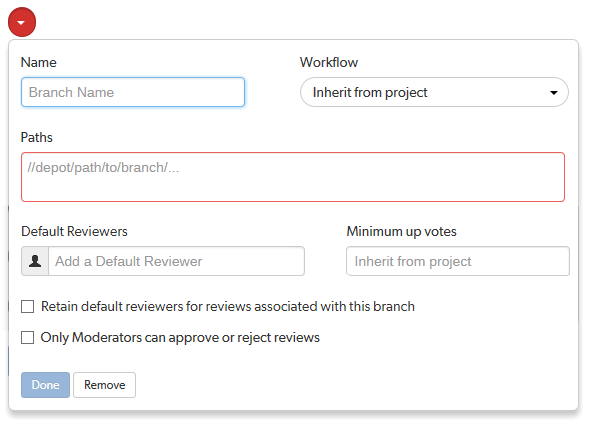 Name
Workflow
Branch Name
Inherit from project
Paths
//depot/path/to/branch/...
Default Reviewers
Minimum up votes
Add a Default Reviewer
Inherit from project
Retain default reviewers for reviews associated with this branch
Only Moderators can approve or reject reviews
Done
Remove